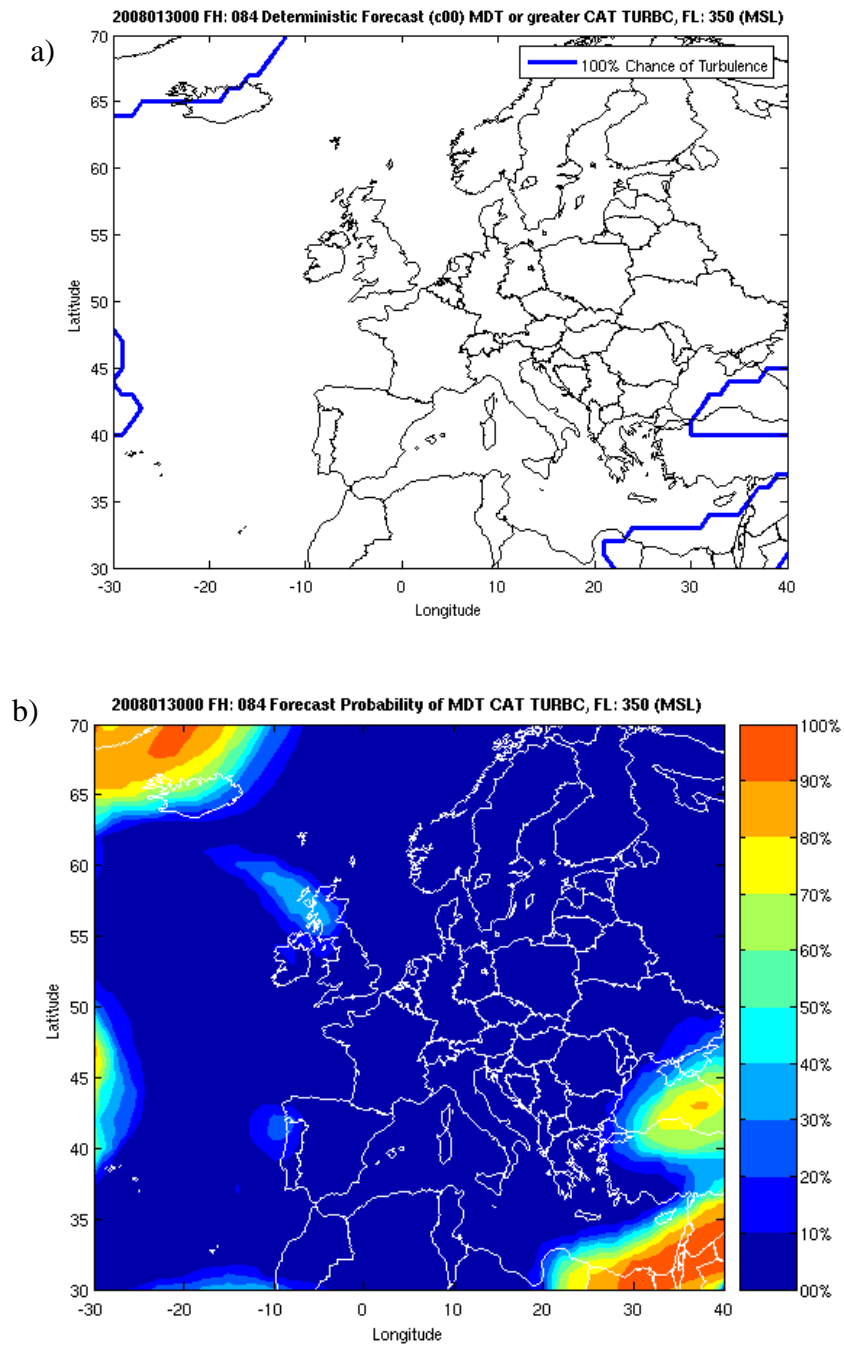 a)
2008013000 FH: 084 Deterministic Forecast (c00) MDT or greater CAT TURBC, FL: 350 (MSL)
100% Chance of Turbulence
70
65
60
55
50
45
40
35
30
Latitude
-30 -20 -10 0 10 20 30 40
Longitude
b)
2008013000 FH: 084 Forecast Probability of MDT CAT TURBC, FL: 350 (MSL)
70
65
60
55
50
45
40
35
30
Latitude
-30 -20 -10 0 10 20 30 40
Longitude
100%
90%
80%
70%
60%
50%
40%
30%
20%
10%
00%